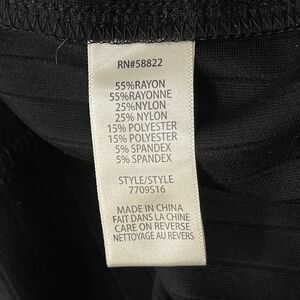 RN#58822
55%RAYON
55%RAYONNE
25%NYLON
25% NYLON
15% POLYESTER
15% POLYESTER
5% SPANDEX
5% SPANDEX
STYLE/STYLE
7709S16
MADE IN CHINA
FAIT DANS LA CHINE
CARE ON REVERSE
NETTOYAGE AU REVERS